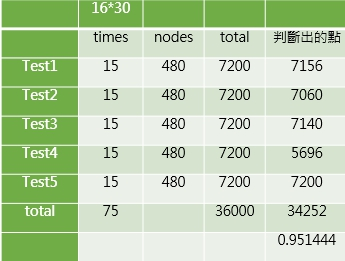 16*30
times nodes total 判斷出的點
Test1 15 480 7200 7156
Test2 15 480 7200 7060
Test3 15 480 7200 7140
Test4 15 480 7200 5696
Test5 15 480 7200 7200
total 75 36000 34252
0.951444